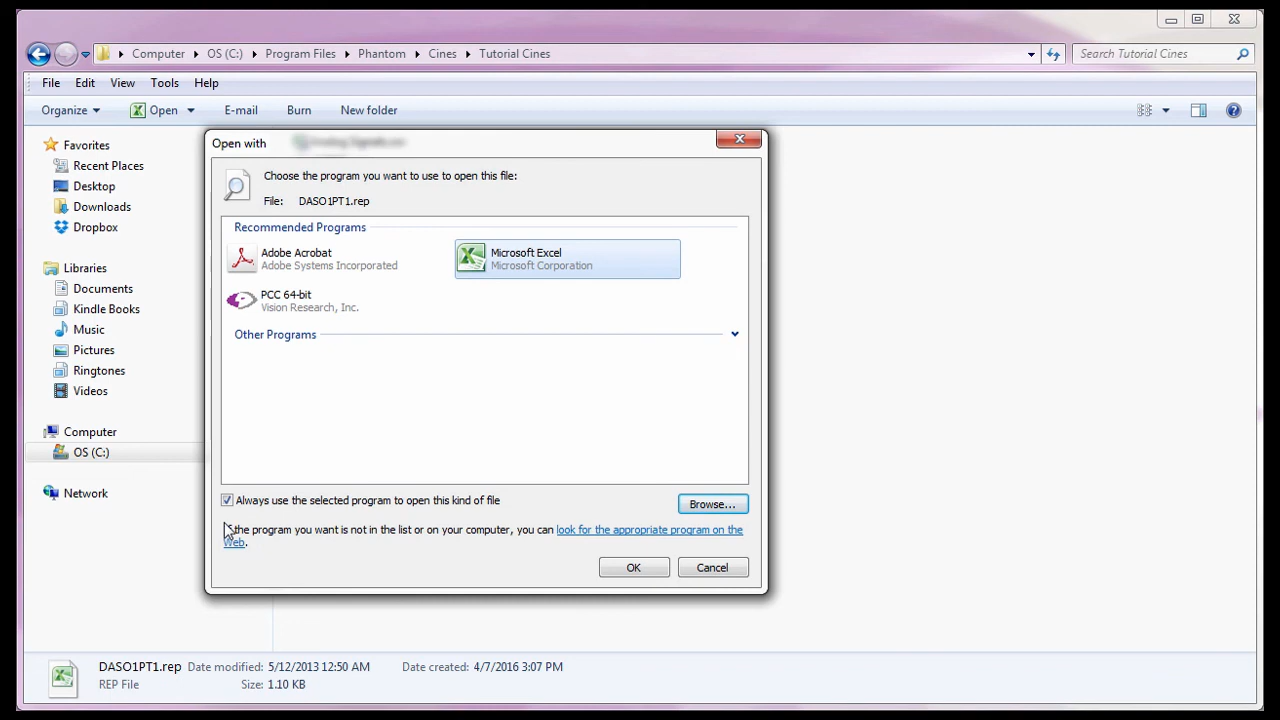 Computer OS (C:) Program Files Phantom Cines Tutorial Cines Search Tutorial Cines
File Edit View Tools Help
Organize Open E-mail Burn New folder
Favorites
Recent Places
Desktop
Downloads
Dropbox
Libraries
Documents
Kindle Books
Music
Pictures
Ringtones
Videos
Computer
OS (C:)
Network
Open with
Choose the program you want to use to open this file:
File: DASO1PT1.rep
Recommended Programs
Adobe Acrobat
Adobe Systems Incorporated
Microsoft Excel
Microsoft Corporation
PCC 64-bit
Vision Research, Inc.
Other Programs
Always use the selected program to open this kind of file
Browse...
the program you want is not in the list or on your computer, you can look for the appropriate program on the
Web.
OK Cancel
DASO1PT1.rep Date modified: 5/12/2013 12:50 AM Date created: 4/7/2016 3:07 PM
REP File Size: 1.10 KB